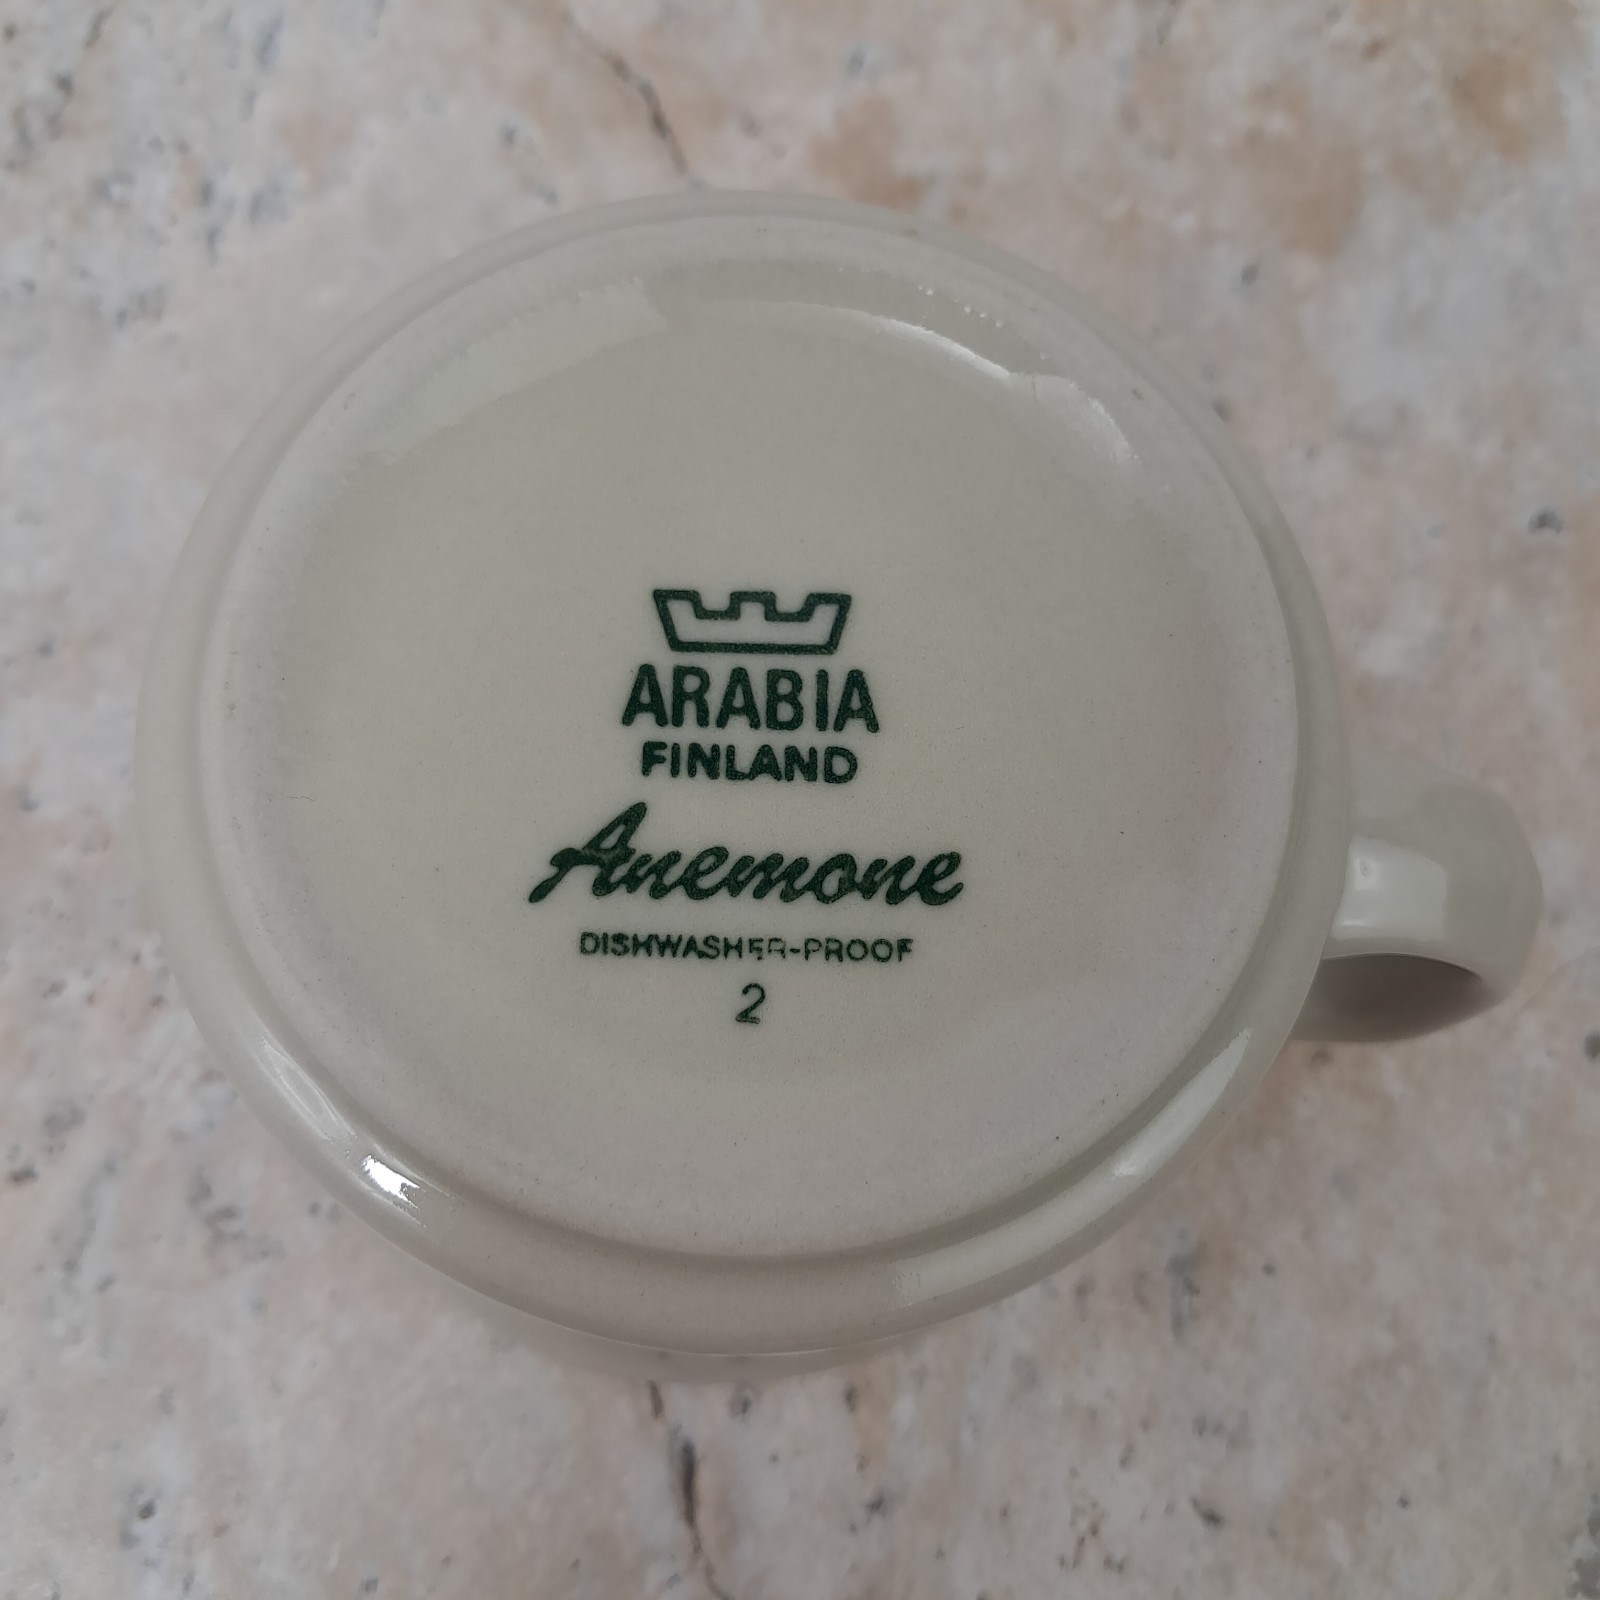 ARABIA
FINLAND
Anemone
DISHWASHER-PROOF
2